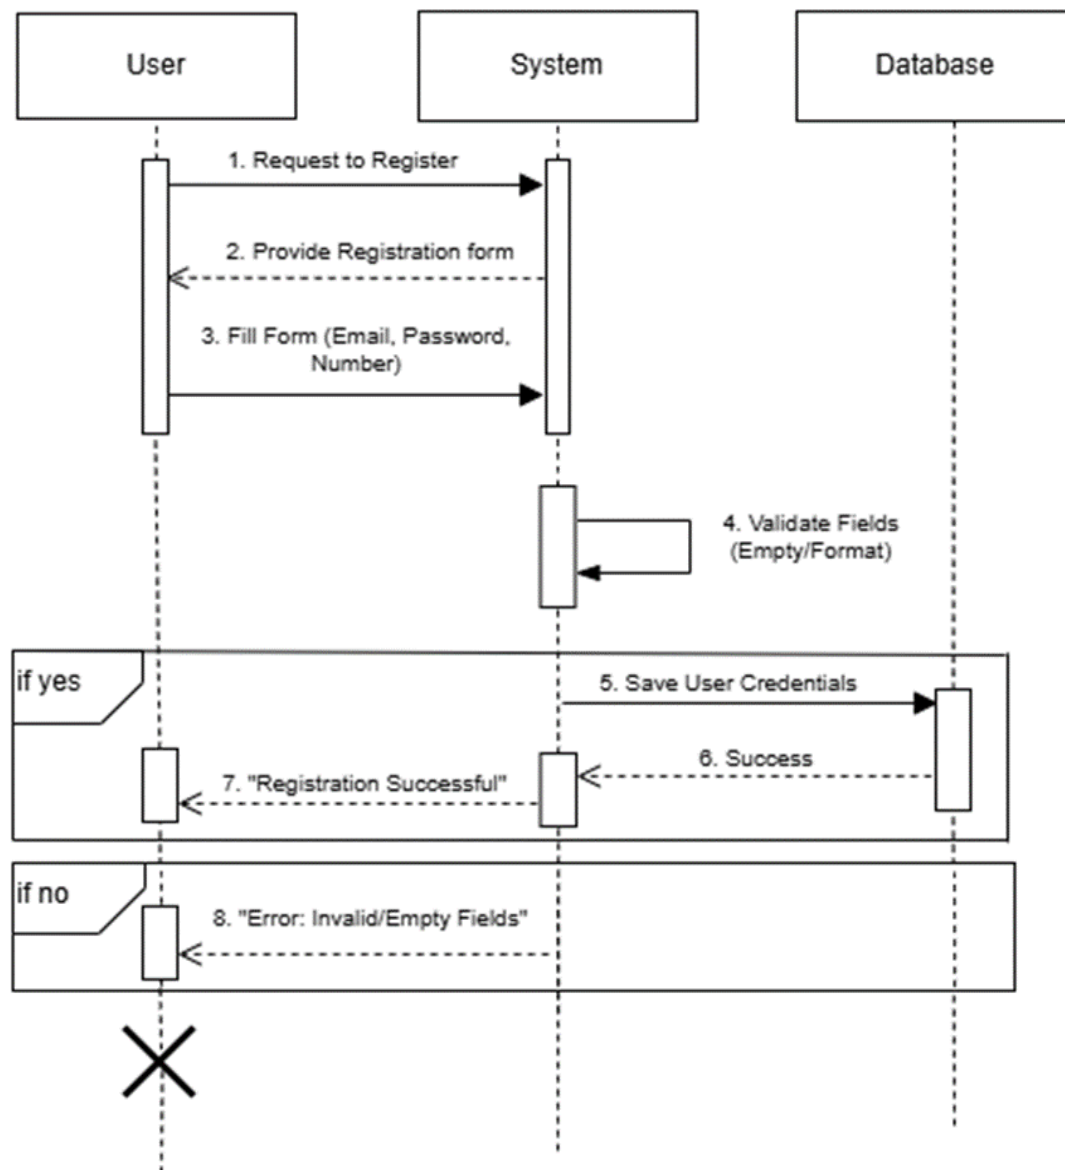 User
System
Database
1. Request to Register
2. Provide Registration form
3. Fill Form (Email, Password,
Number)
4. Validate Fields
(Empty/Format)
if yes
5. Save User Credentials
6. Success
7. "Registration Successful"
if no
8. "Error: Invalid/Empty Fields"